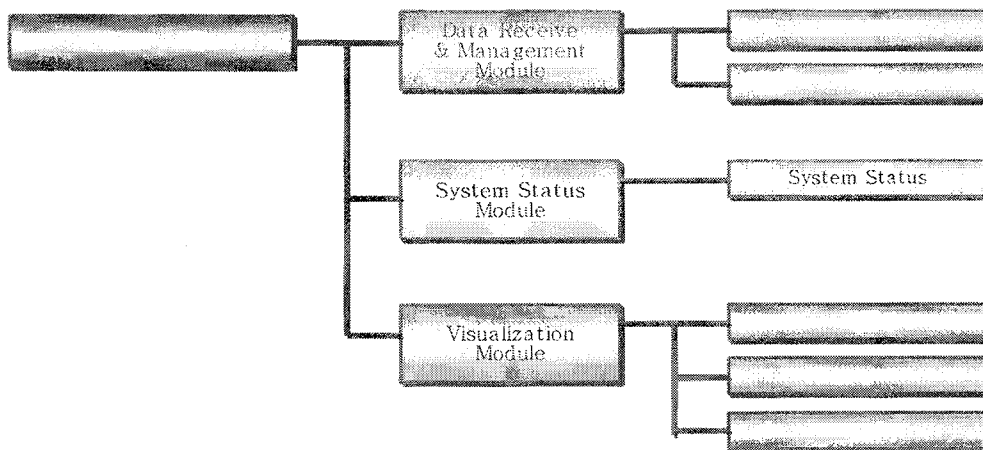 Data Receive
& Management
Module
System Status
Module
System Status
Visualization
Module